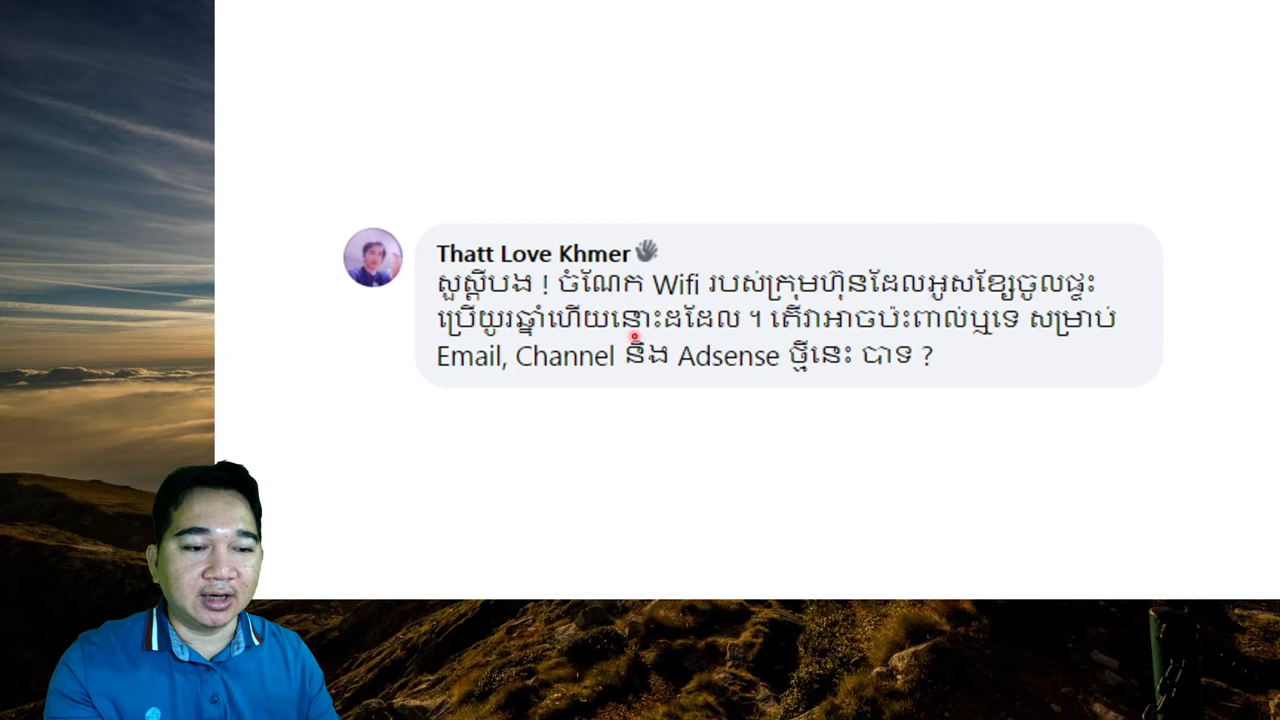 Thatt Love Khmer
សួស្តីបង ! ចំណែក Wifi របស់ក្រុមហ៊ុនដែលអូសខ្សែចូលផ្ទះ
ប្រើយូរឆ្នាំហើយនោះដដែល ។ តើវាអាចប៉ះពាល់ឬទេ សម្រាប់
Email, Channel និង Adsense ថ្មីនេះ បាទ ?